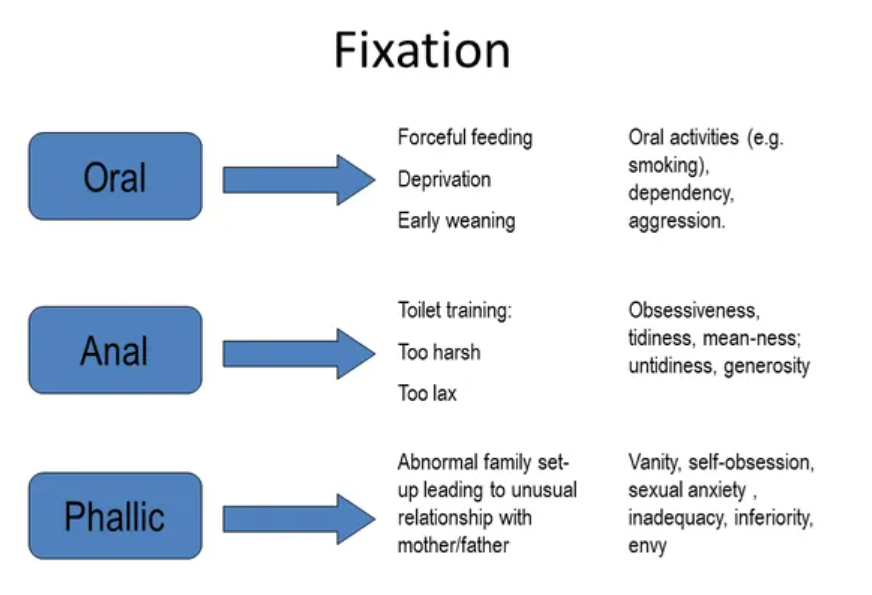 Fixation
Oral
Forceful feeding
Deprivation
Early weaning
Oral activities (e.g.
smoking),
dependency,
aggression.
Anal
Toilet training:
Too harsh
Too lax
Obsessiveness,
tidiness, mean-ness;
untidiness, generosity
Phallic
Abnormal family set-
up leading to unusual
relationship with
mother/father
Vanity, self-obsession,
sexual anxiety ,
inadequacy, inferiority,
envy